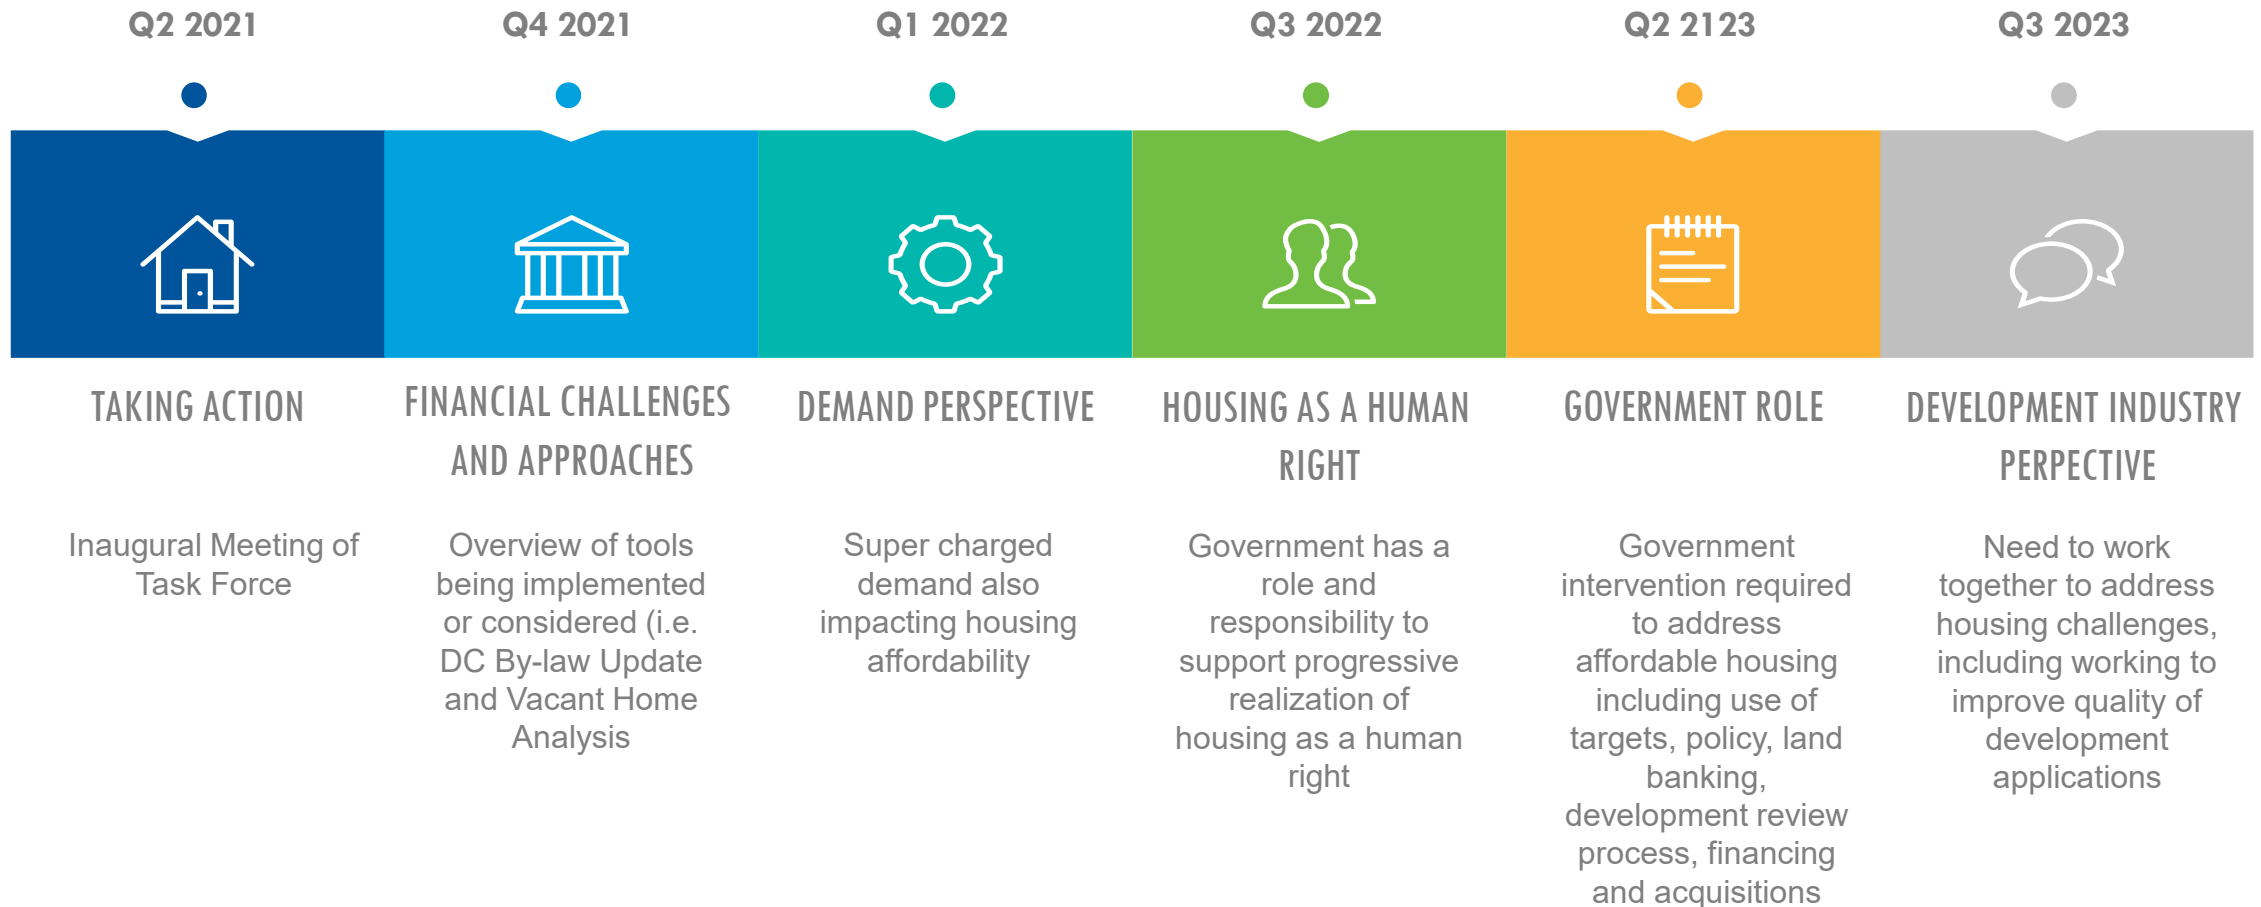 Q2 2021
Q4 2021
Q1 2022
Q3 2022
Q2 2123
Q3 2023
TAKING ACTION
Inaugural Meeting of
Task Force
FINANCIAL CHALLENGES
AND APPROACHES
Overview of tools
being implemented
or considered (i.e.
DC By-law Update
and Vacant Home
Analysis
DEMAND PERSPECTIVE
Super charged
demand also
impacting housing
affordability
HOUSING AS A HUMAN
RIGHT
Government has a
role and
responsibility to
support progressive
realization of
housing as a human
right
GOVERNMENT ROLE
Government
intervention required
to address
affordable housing
including use of
targets, policy, land
banking,
development review
process, financing
and acquisitions
DEVELOPMENT INDUSTRY
PERPECTIVE
Need to work
together to address
housing challenges,
including working to
improve quality of
development
applications